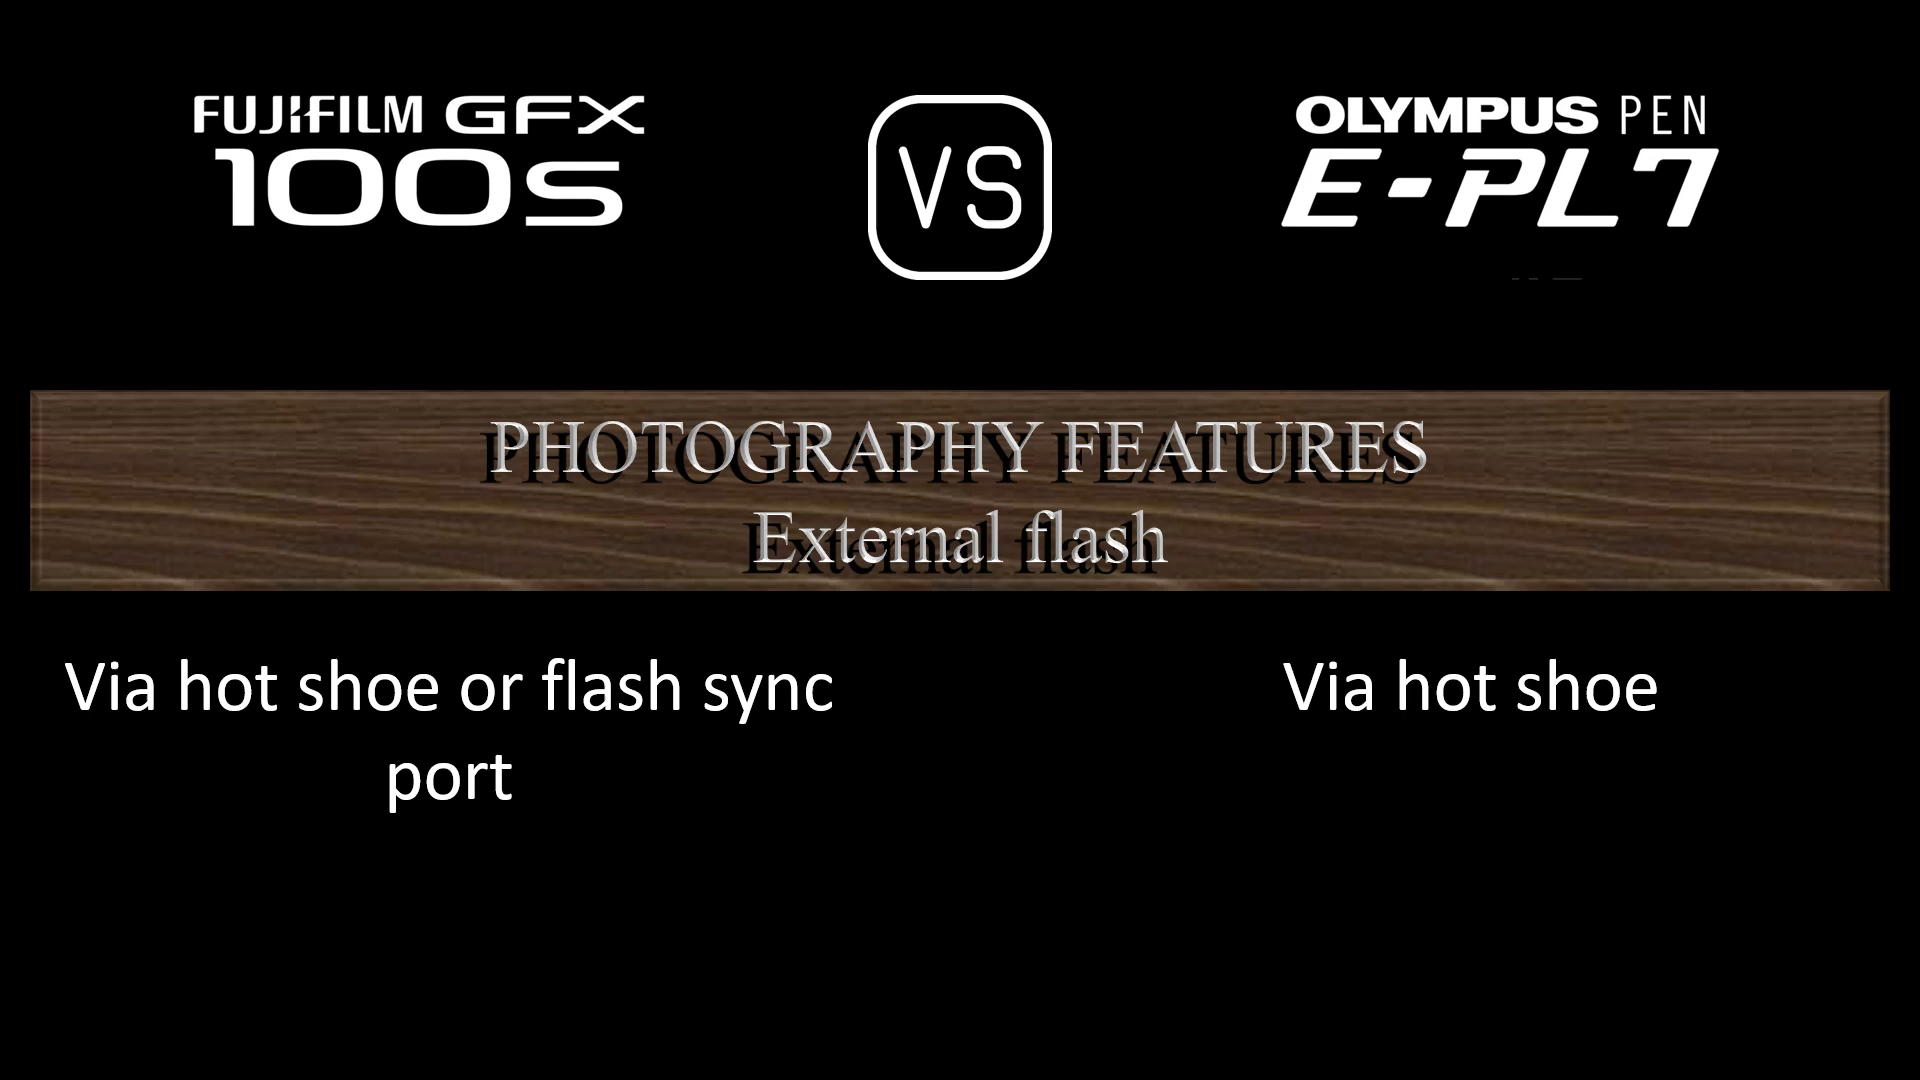 FUJIFILM GFX
100S
VS
OLYMPUS PEN
E-PL7
PHOTOGRAPHY FEATURES
External flash
Via hot shoe or flash sync
port
Via hot shoe